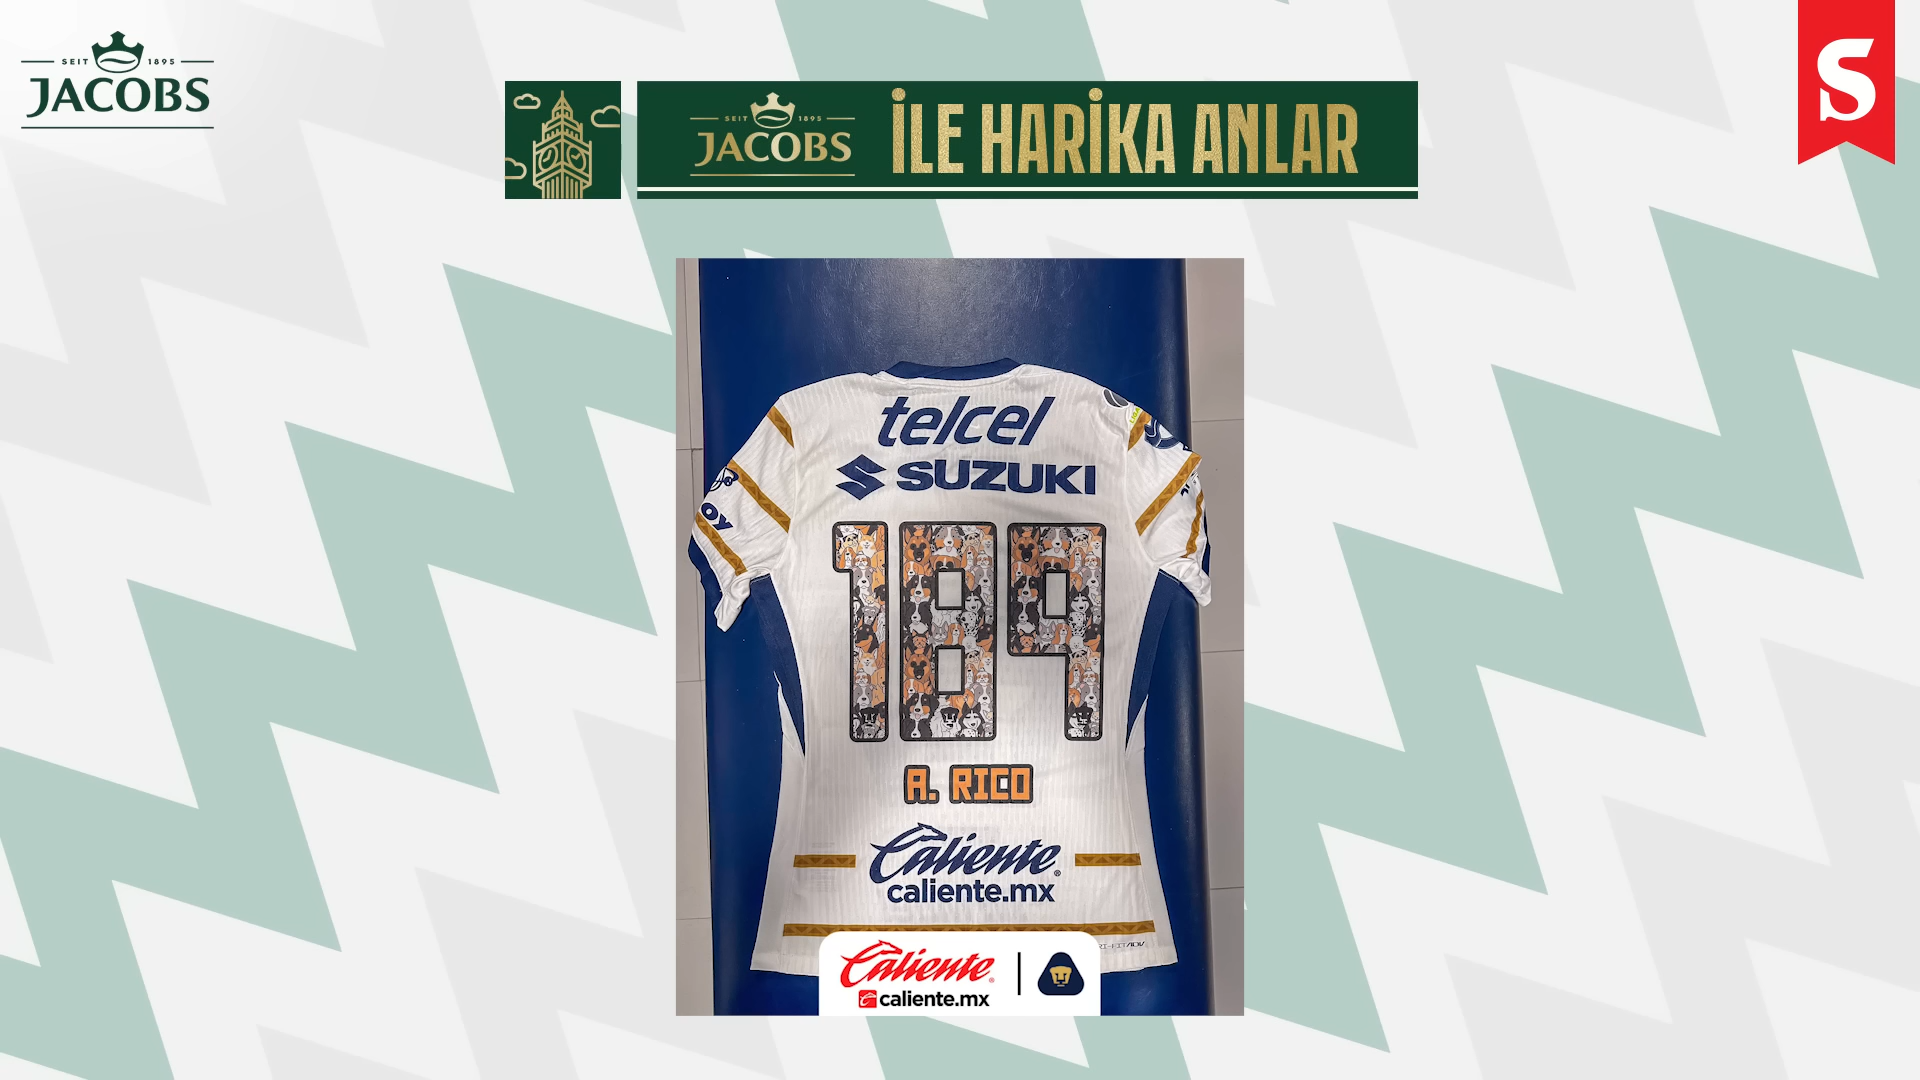 SEIT 1895
JACOBS
SEIT 1895
JACOBS
İLE HARİKA ANLAR
S
telcel
SUZUKI
189
A. RICO
Caliente
caliente.mx
Caliente
caliente.mx